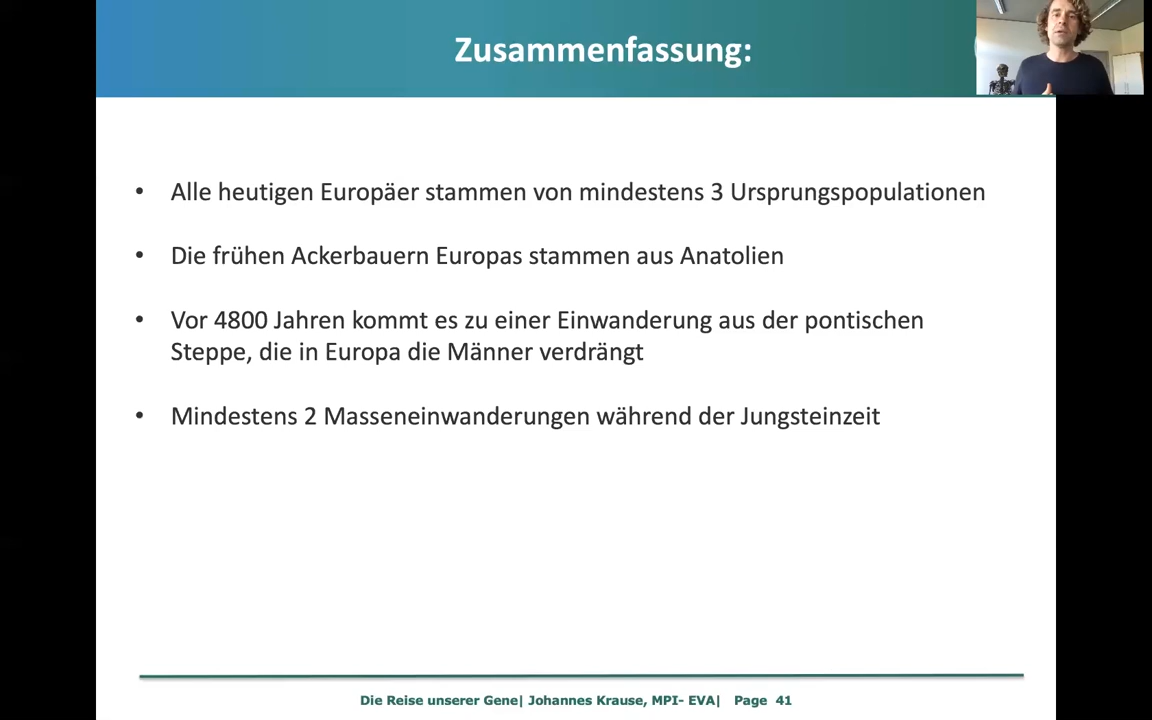 Zusammenfassung:
• Alle heutigen Europäer stammen von mindestens 3 Ursprungspopulationen
• Die frühen Ackerbauern Europas stammen aus Anatolien
• Vor 4800 Jahren kommt es zu einer Einwanderung aus der pontischen
Steppe, die in Europa die Männer verdrängt
• Mindestens 2 Masseneinwanderungen während der Jungsteinzeit
Die Reise unserer Gene| Johannes Krause, MPI- EVA| Page 41